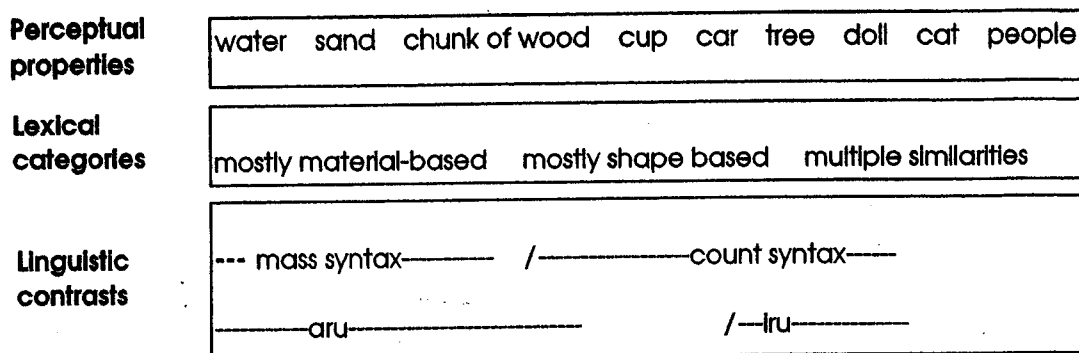 Perceptual properties
water sand chunk of wood cup car tree doll cat people
Lexical categories
mostly material-based mostly shape based multiple similarities
Linguistic contrasts
--- mass syntax---------- /----------------count syntax-----
----------aru------------------------- /---iru-------------